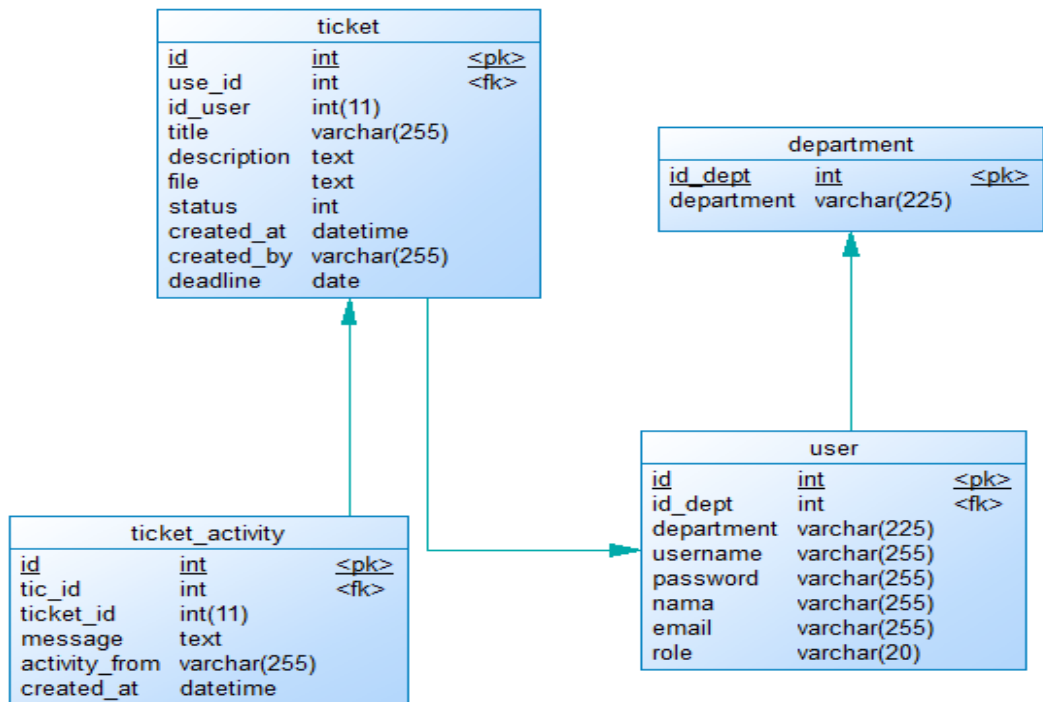 ticket
id int <pk>
use_id int <fk>
id_user int(11)
title varchar(255)
description text
file text
status int
created_at datetime
created_by varchar(255)
deadline date
department
id_dept int <pk>
department varchar(225)
user
id int <pk>
id_dept int <fk>
department varchar(225)
username varchar(255)
password varchar(255)
nama varchar(255)
email varchar(255)
role varchar(20)
ticket_activity
id int <pk>
tic_id int <fk>
ticket_id int(11)
message text
activity_from varchar(255)
created_at datetime